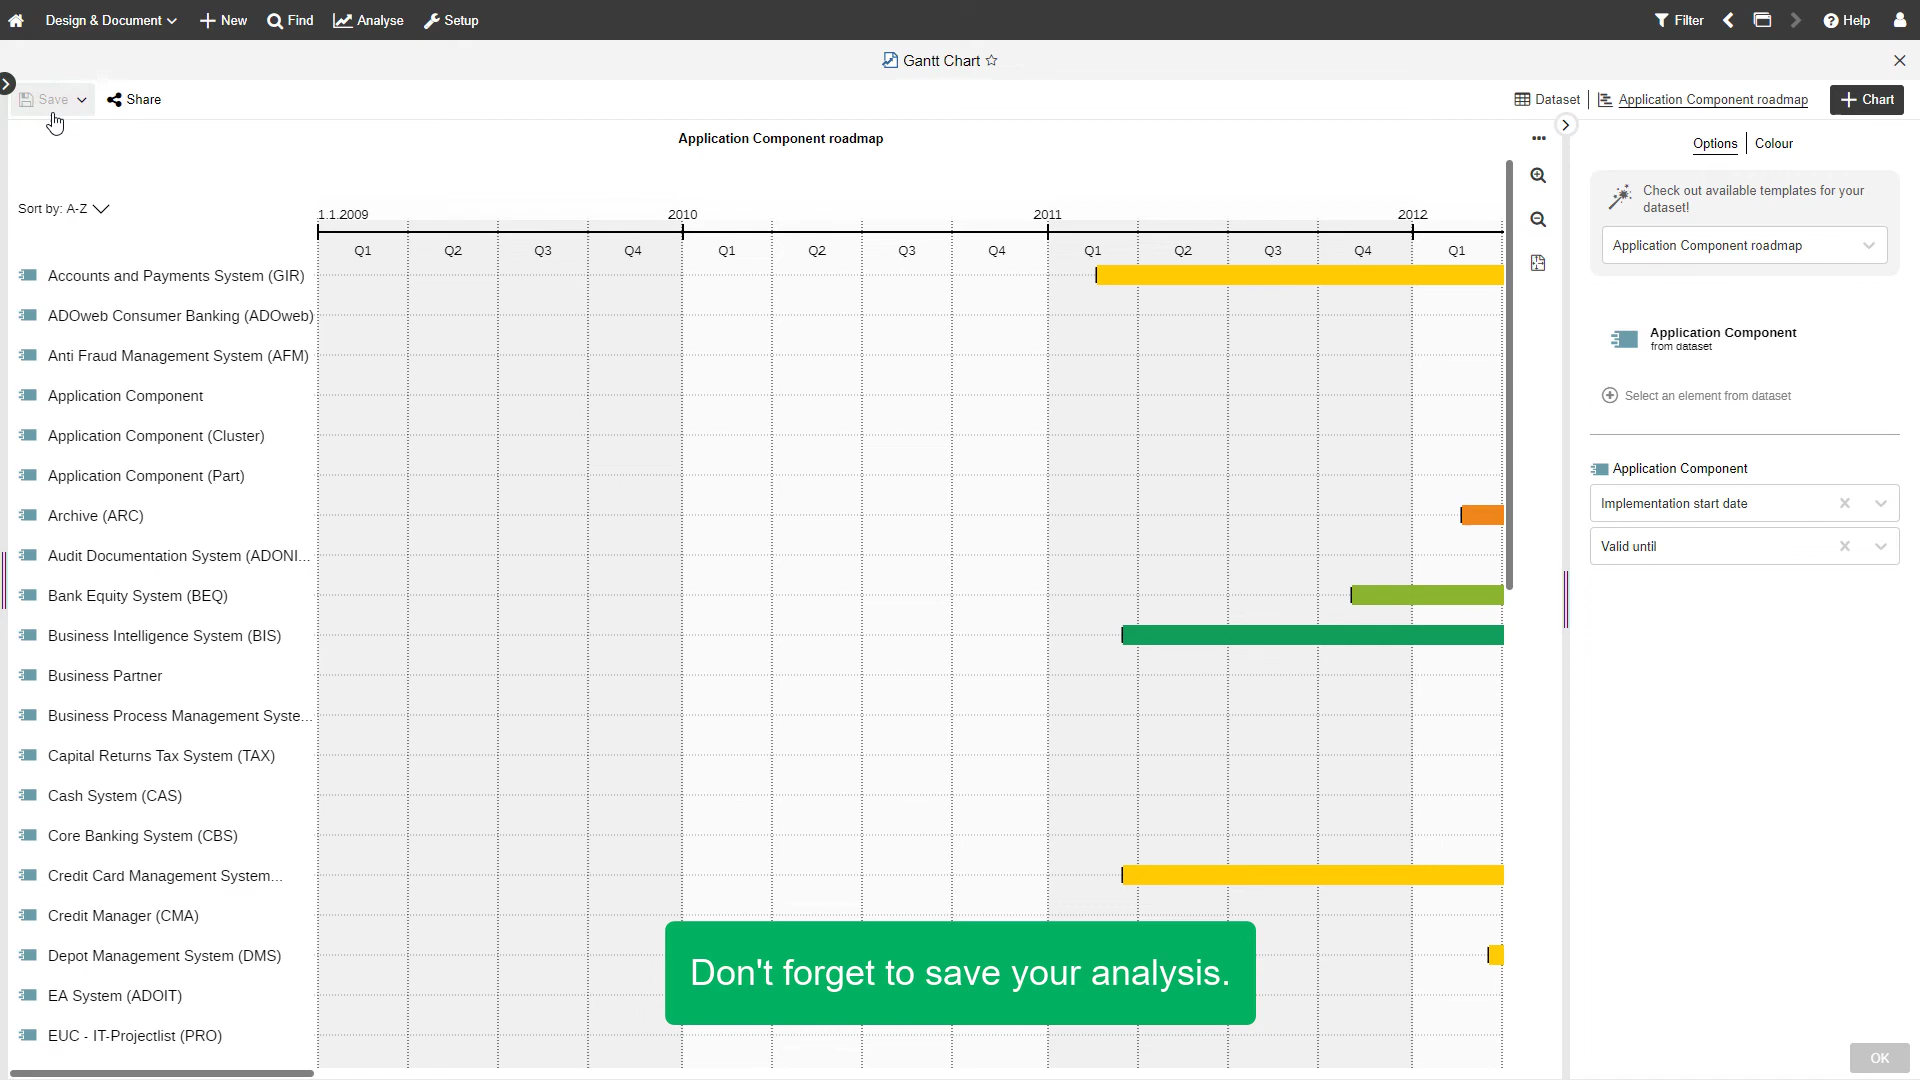 Design & Document
New
Find
Analyse
Setup
Filter
Help
Gantt Chart
Save
Share
Dataset
Application Component roadmap
Chart
Application Component roadmap
Options
Colour
Check out available templates for your
dataset!
Application Component roadmap
Application Component
from dataset
Select an element from dataset
Application Component
Implementation start date
Valid until
OK
Sort by: A-Z
1.1.2009 2010 2011 2012
Q1 Q2 Q3 Q4 Q1 Q2 Q3 Q4 Q1 Q2 Q3 Q4 Q1
Accounts and Payments System (GIR)
ADOweb Consumer Banking (ADOweb)
Anti Fraud Management System (AFM)
Application Component
Application Component (Cluster)
Application Component (Part)
Archive (ARC)
Audit Documentation System (ADONI...
Bank Equity System (BEQ)
Business Intelligence System (BIS)
Business Partner
Business Process Management Syste...
Capital Returns Tax System (TAX)
Cash System (CAS)
Core Banking System (CBS)
Credit Card Management System...
Credit Manager (CMA)
Depot Management System (DMS)
EA System (ADOIT)
EUC - IT-Projectlist (PRO)
Don't forget to save your analysis.